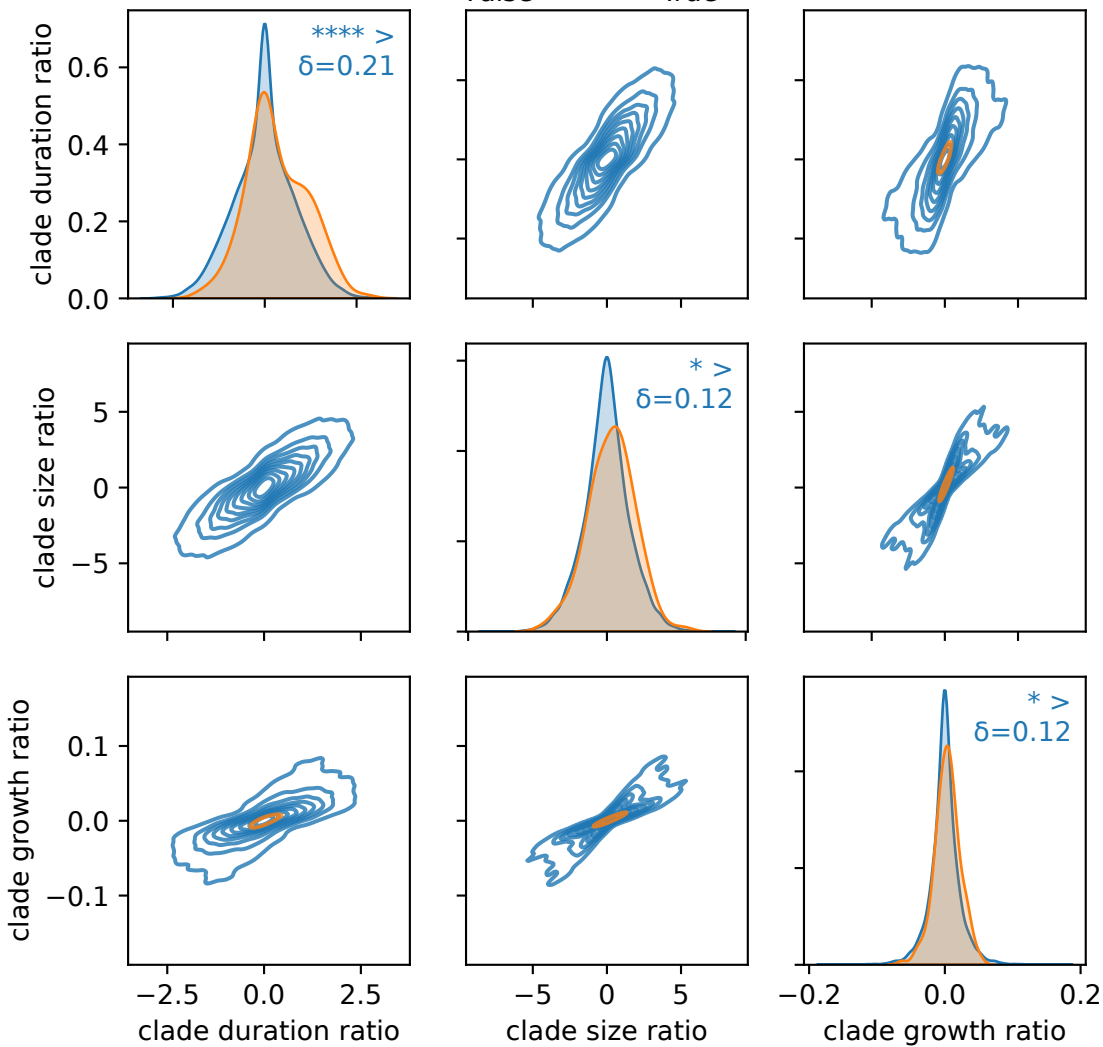 clade duration ratio
0.6
0.4
0.2
0.0
**** >
δ=0.21
clade size ratio
5
0
−5
* >
δ=0.12
clade growth ratio
0.1
0.0
−0.1
* >
δ=0.12
−2.5 0.0 2.5
clade duration ratio
−5 0 5
clade size ratio
−0.2 0.0 0.2
clade growth ratio